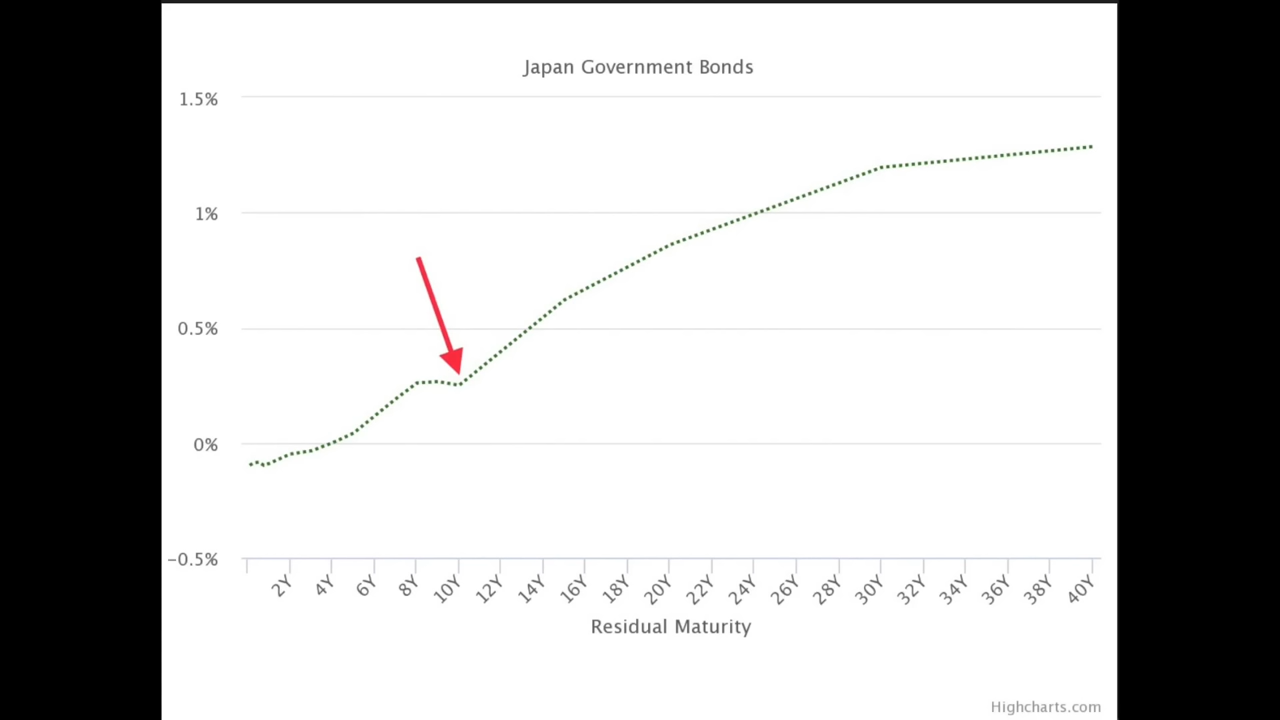 Japan Government Bonds
1.5%
1%
0.5%
0%
−0.5%
2Y 4Y 6Y 8Y 10Y 12Y 14Y 16Y 18Y 20Y 22Y 24Y 26Y 28Y 30Y 32Y 34Y 36Y 38Y 40Y
Residual Maturity
Highcharts.com